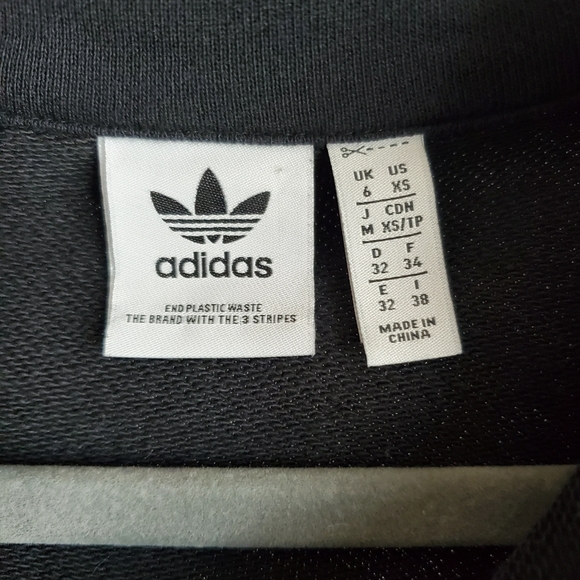 adidas
END PLASTIC WASTE
THE BRAND WITH THE 3 STRIPES
UK US
6 XS
J CDN
M XS/TP
D F
32 34
E I
32 38
MADE IN
CHINA